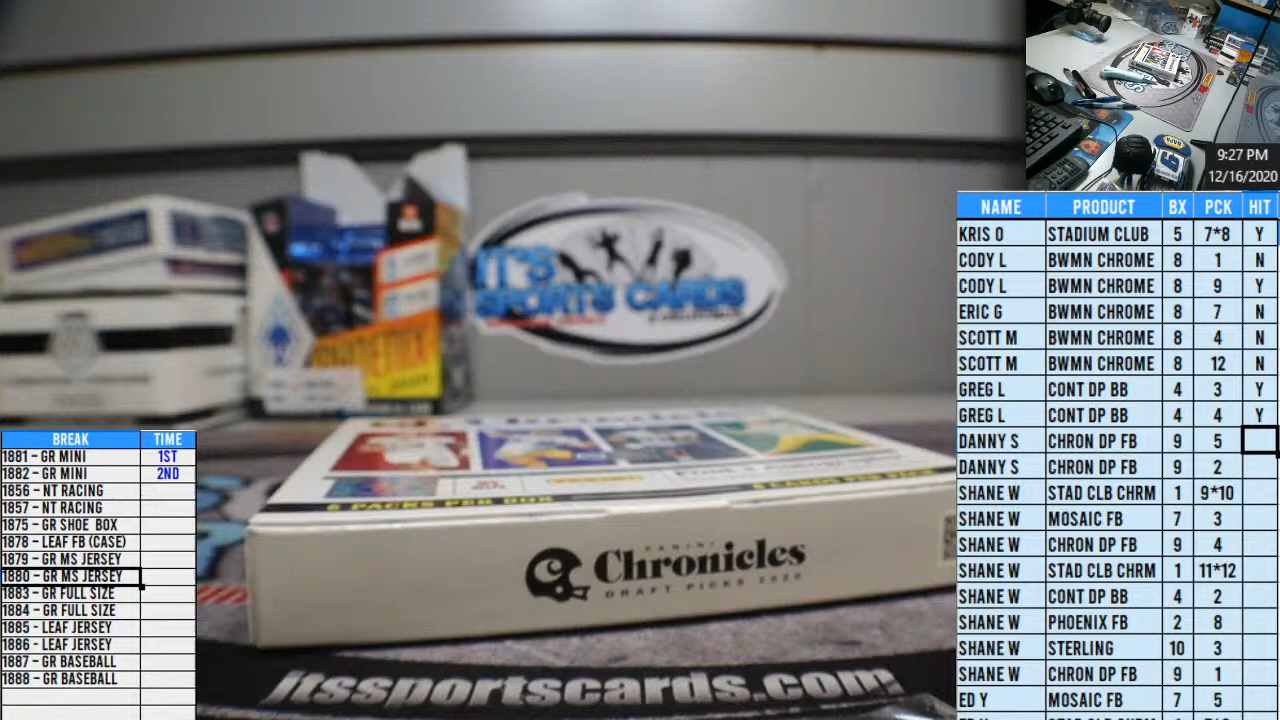 9:27 PM
12/16/2020
NAME PRODUCT BX PCK HIT
KRIS O STADIUM CLUB 5 7*8 Y
CODY L BWMN CHROME 8 1 N
CODY L BWMN CHROME 8 9 Y
ERIC G BWMN CHROME 8 7 N
SCOTT M BWMN CHROME 8 4 N
SCOTT M BWMN CHROME 8 12 N
GREG L CONT DP BB 4 3 Y
GREG L CONT DP BB 4 4 Y
DANNY S CHRON DP FB 9 5
DANNY S CHRON DP FB 9 2
SHANE W STAD CLB CHRM 1 9*10
SHANE W MOSAIC FB 7 3
SHANE W CHRON DP FB 9 4
SHANE W STAD CLB CHRM 1 11*12
SHANE W CONT DP BB 4 2
SHANE W PHOENIX FB 2 8
SHANE W STERLING 10 3
SHANE W CHRON DP FB 9 1
ED Y MOSAIC FB 7 5
BREAK TIME
1881 - GR MINI 1ST
1882 - GR MINI 2ND
1856 - NT RACING
1857 - NT RACING
1875 - GR SHOE BOX
1878 - LEAF FB (CASE)
1879 - GR MS JERSEY
1880 - GR MS JERSEY
1883 - GR FULL SIZE
1884 - GR FULL SIZE
1885 - LEAF JERSEY
1886 - LEAF JERSEY
1887 - GR BASEBALL
1888 - GR BASEBALL
IT'S
SPORTS CARDS
6 PACKS PER BOX
PANINI
Chronicles
DRAFT PICKS 2020
itssportscards.com